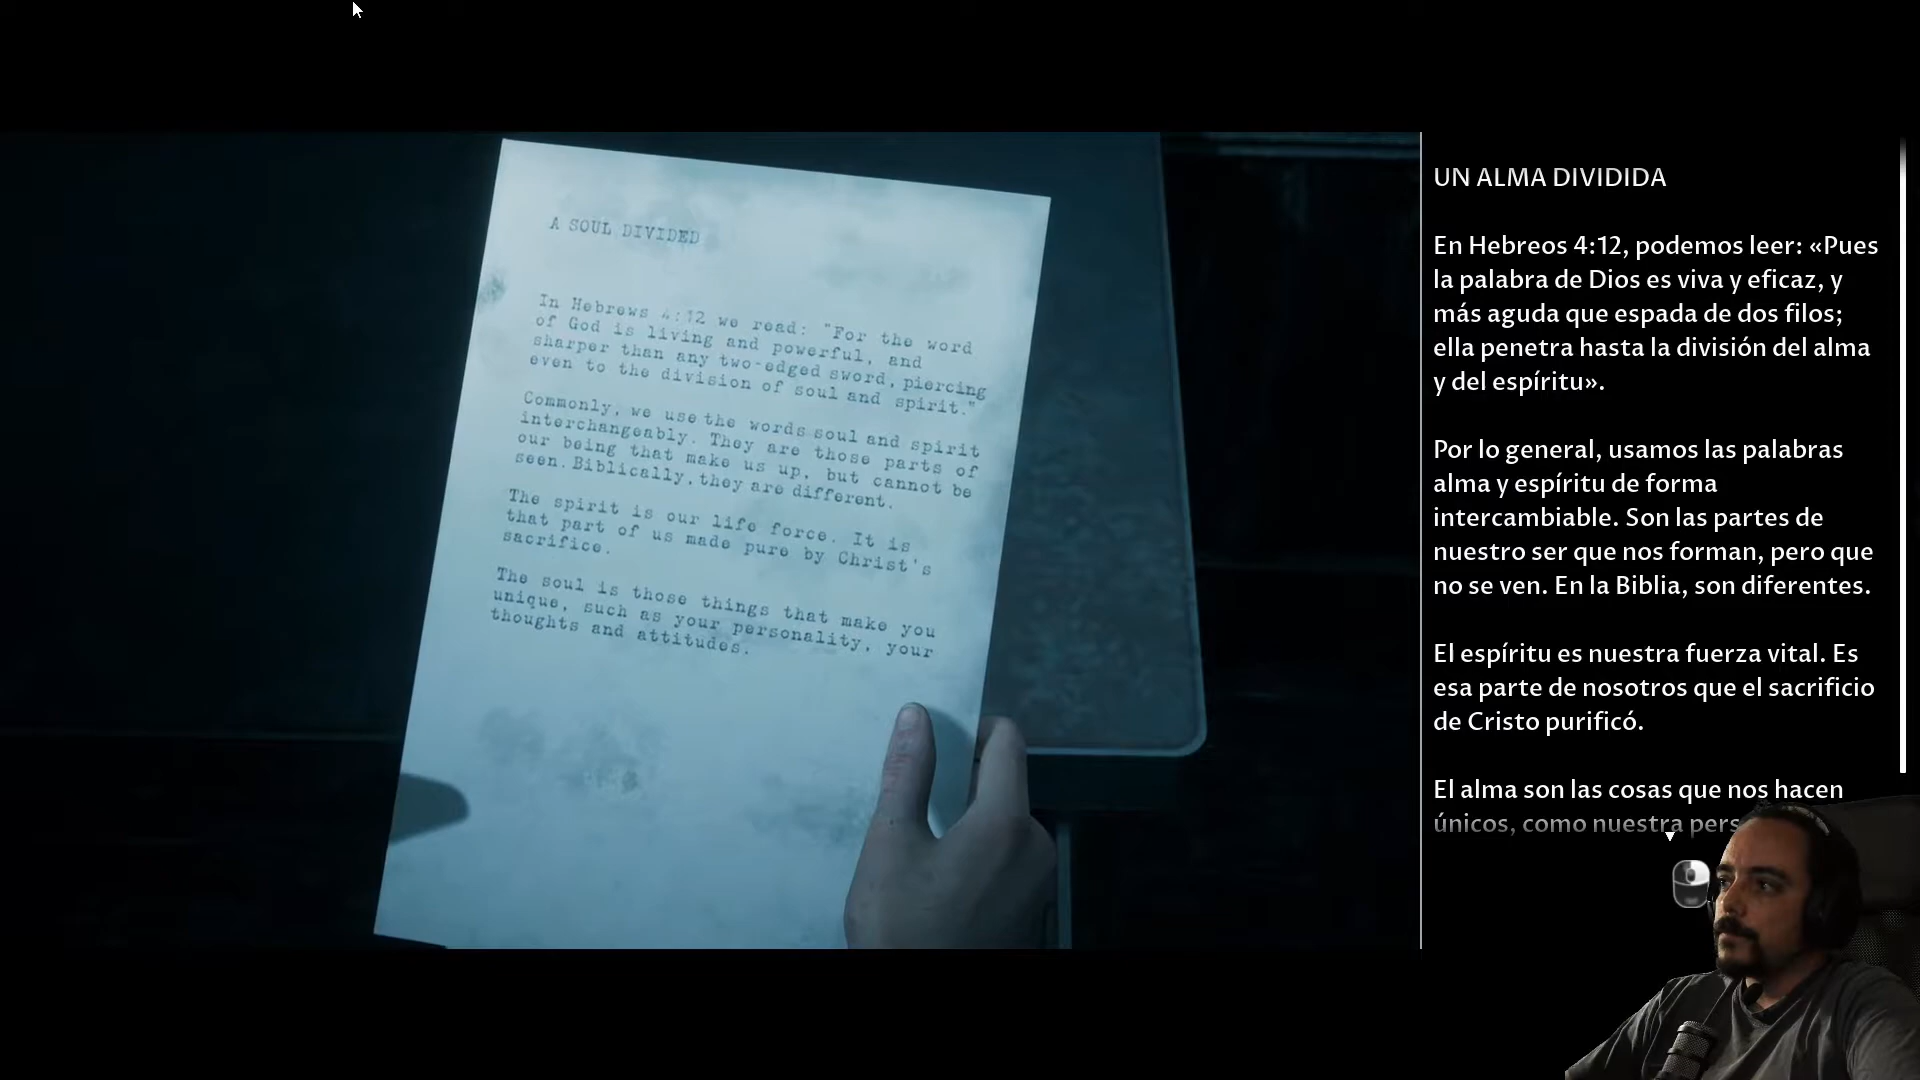 A SOUL DIVIDED
In Hebrews 4:12 we read: "For the word
of God is living and powerful, and
sharper than any two-edged sword, piercing
even to the division of soul and spirit."
Commonly, we use the words soul and spirit
interchangeably. They are those parts of
our being that make us up, but cannot be
seen. Biblically, they are different.
The spirit is our life force. It is
that part of us made pure by Christ's
sacrifice.
The soul is those things that make you
unique, such as your personality, your
thoughts and attitudes.
UN ALMA DIVIDIDA
En Hebreos 4:12, podemos leer: «Pues
la palabra de Dios es viva y eficaz, y
más aguda que espada de dos filos;
ella penetra hasta la división del alma
y del espíritu».
Por lo general, usamos las palabras
alma y espíritu de forma
intercambiable. Son las partes de
nuestro ser que nos forman, pero que
no se ven. En la Biblia, son diferentes.
El espíritu es nuestra fuerza vital. Es
esa parte de nosotros que el sacrificio
de Cristo purificó.
El alma son las cosas que nos hacen
únicos, como nuestra